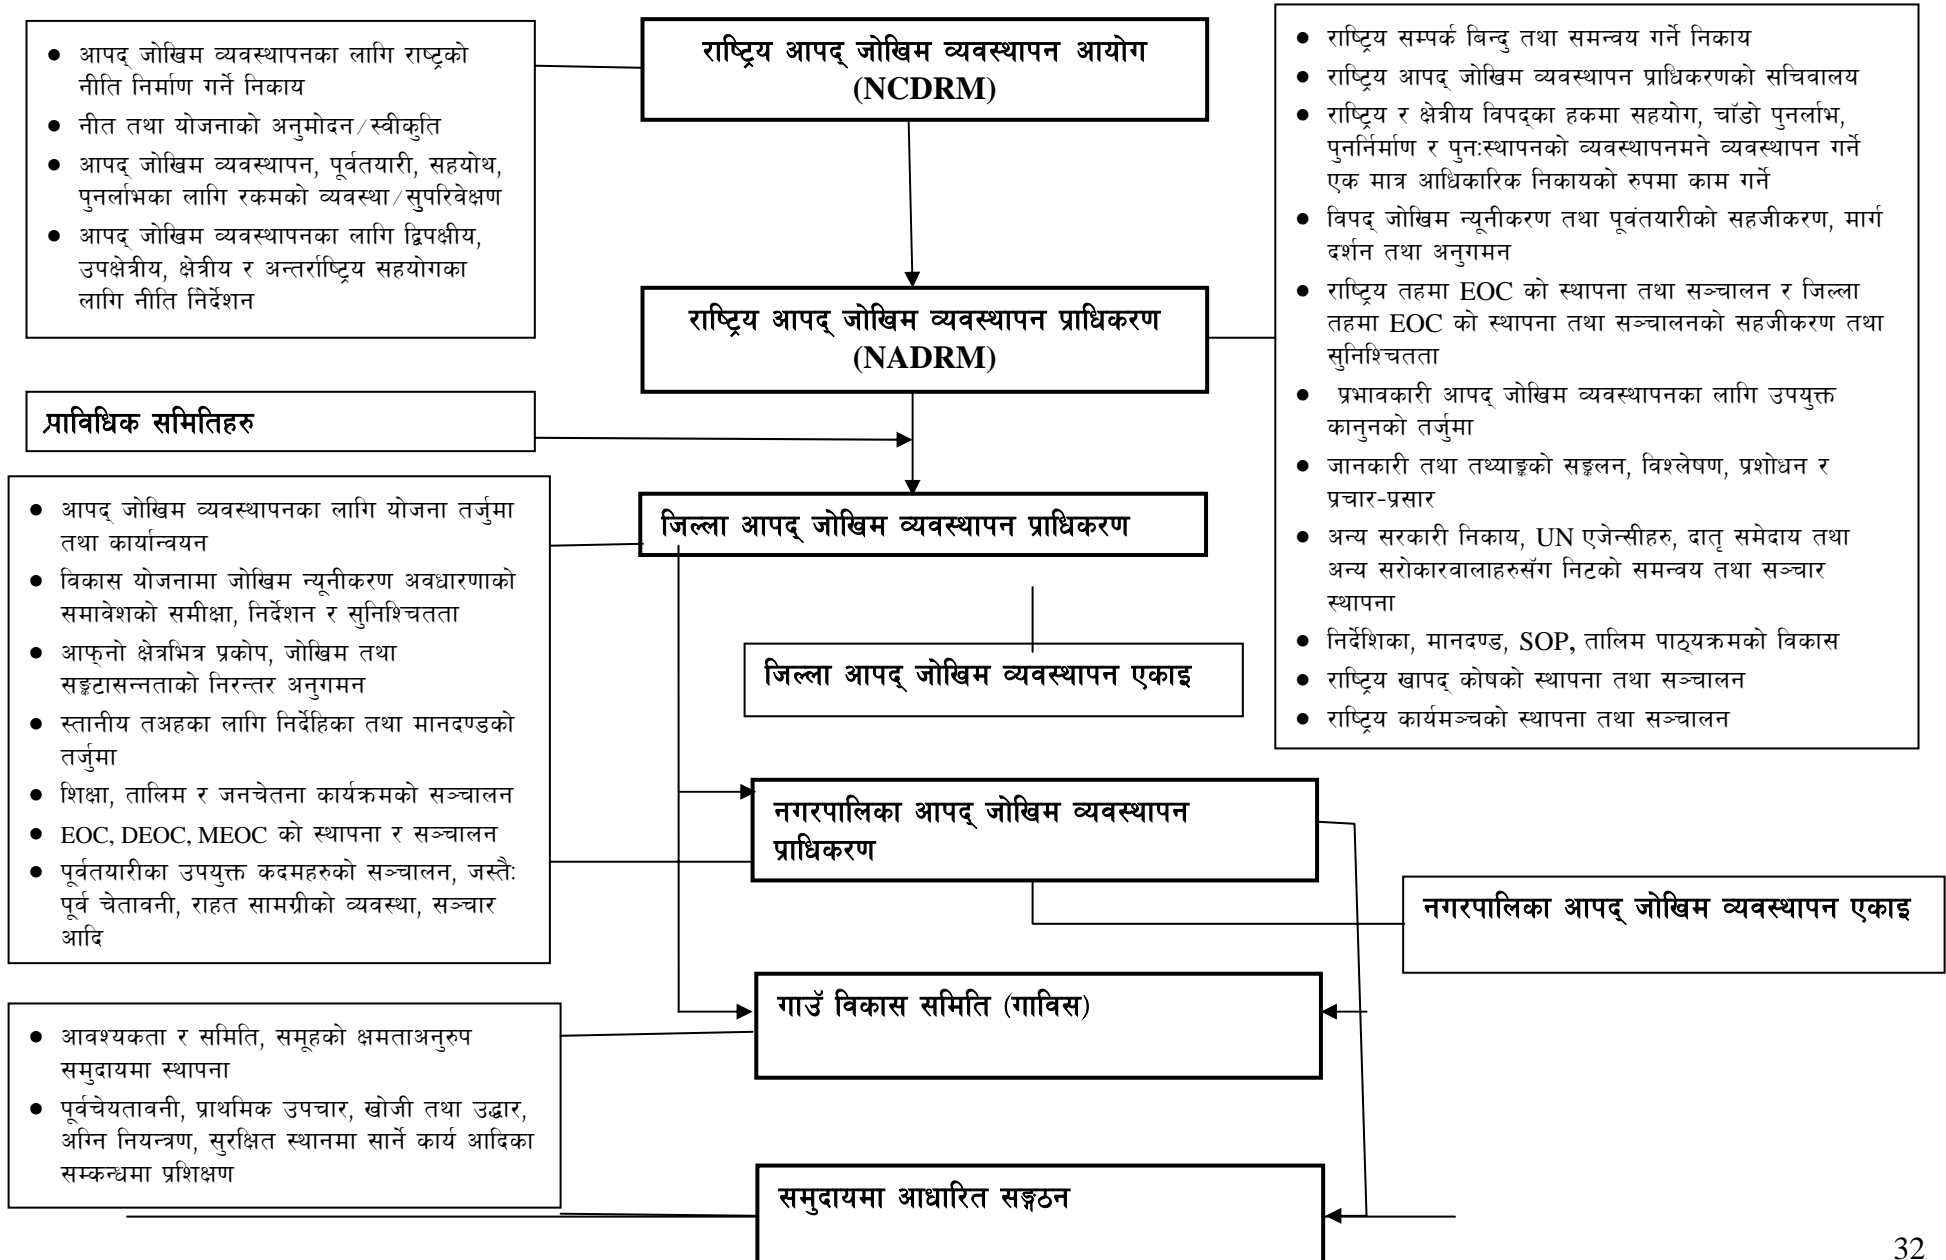 आपद् जोखिम व्यवस्थापनका लागि राष्ट्रको
नीति निर्माण गर्ने निकाय
नीत तथा योजनाको अनुमोदन/स्वीकृति
आपद् जोखिम व्यवस्थापन, पूर्वतयारी, सहयोथ,
पुनर्लाभका लागि रकमको व्यवस्था/सुपरिवेक्षण
आपद् जोखिम व्यवस्थापनका लागि द्विपक्षीय,
उपक्षेत्रीय, क्षेत्रीय र अन्तर्राष्ट्रिय सहयोगका
लागि नीति निर्देशन
राष्ट्रिय आपद् जोखिम व्यवस्थापन आयोग
(NCDRM)
राष्ट्रिय आपद् जोखिम व्यवस्थापन प्राधिकरण
(NADRM)
राष्ट्रिय सम्पर्क बिन्दु तथा समन्वय गर्ने निकाय
राष्ट्रिय आपद् जोखिम व्यवस्थापन प्राधिकरणको सचिवालय
राष्ट्रिय र क्षेत्रीय विपद्का हकमा सहयोग, चाँडो पुनर्लाभ,
पुनर्निर्माण र पुनःस्थापनको व्यवस्थापनमने व्यवस्थापन गर्ने
एक मात्र आधिकारिक निकायको रुपमा काम गर्ने
विपद् जोखिम न्यूनीकरण तथा पूवंतयारीको सहजीकरण, मार्ग
दर्शन तथा अनुगमन
राष्ट्रिय तहमा EOC को स्थापना तथा सञ्चालन र जिल्ला
तहमा EOC को स्थापना तथा सञ्चालनको सहजीकरण तथा
सुनिश्चितता
प्रभावकारी आपद् जोखिम व्यवस्थापनका लागि उपयुक्त
कानुनको तर्जुमा
जानकारी तथा तथ्याङ्कको सङ्कलन, विश्लेषण, प्रशोधन र
प्रचार-प्रसार
अन्य सरकारी निकाय, UN एजेन्सीहरु, दातृ समेदाय तथा
अन्य सरोकारवालाहरुसँग निटको समन्वय तथा सञ्चार
स्थापना
निर्देशिका, मानदण्ड, SOP, तालिम पाठ्यक्रमको विकास
राष्ट्रिय खापद् कोषको स्थापना तथा सञ्चालन
राष्ट्रिय कार्यमञ्चको स्थापना तथा सञ्चालन
प्राविधिक समितिहरु
जिल्ला आपद् जोखिम व्यवस्थापन प्राधिकरण
आपद् जोखिम व्यवस्थापनका लागि योजना तर्जुमा
तथा कार्यान्वयन
विकास योजनामा जोखिम न्यूनीकरण अवधारणाको
समावेशको समीक्षा, निर्देशन र सुनिश्चितता
आफ्नो क्षेत्रभित्र प्रकोप, जोखिम तथा
सङ्कटासन्नताको निरन्तर अनुगमन
स्तानीय तअहका लागि निर्देहिका तथा मानदण्डको
तर्जुमा
शिक्षा, तालिम र जनचेतना कार्यक्रमको सञ्चालन
EOC, DEOC, MEOC को स्थापना र सञ्चालन
पूर्वतयारीका उपयुक्त कदमहरुको सञ्चालन, जस्तैः
पूर्व चेतावनी, राहत सामग्रीको व्यवस्था, सञ्चार
आदि
जिल्ला आपद् जोखिम व्यवस्थापन एकाइ
नगरपालिका आपद् जोखिम व्यवस्थापन
प्राधिकरण
नगरपालिका आपद् जोखिम व्यवस्थापन एकाइ
गाउँ विकास समिति (गाविस)
आवश्यकता र समिति, समूहको क्षमताअनुरुप
समुदायमा स्थापना
पूर्वचेयतावनी, प्राथमिक उपचार, खोजी तथा उद्धार,
अग्नि नियन्त्रण, सुरक्षित स्थानमा सार्ने कार्य आदिका
सम्कन्धमा प्रशिक्षण
समुदायमा आधारित सङ्गठन
32